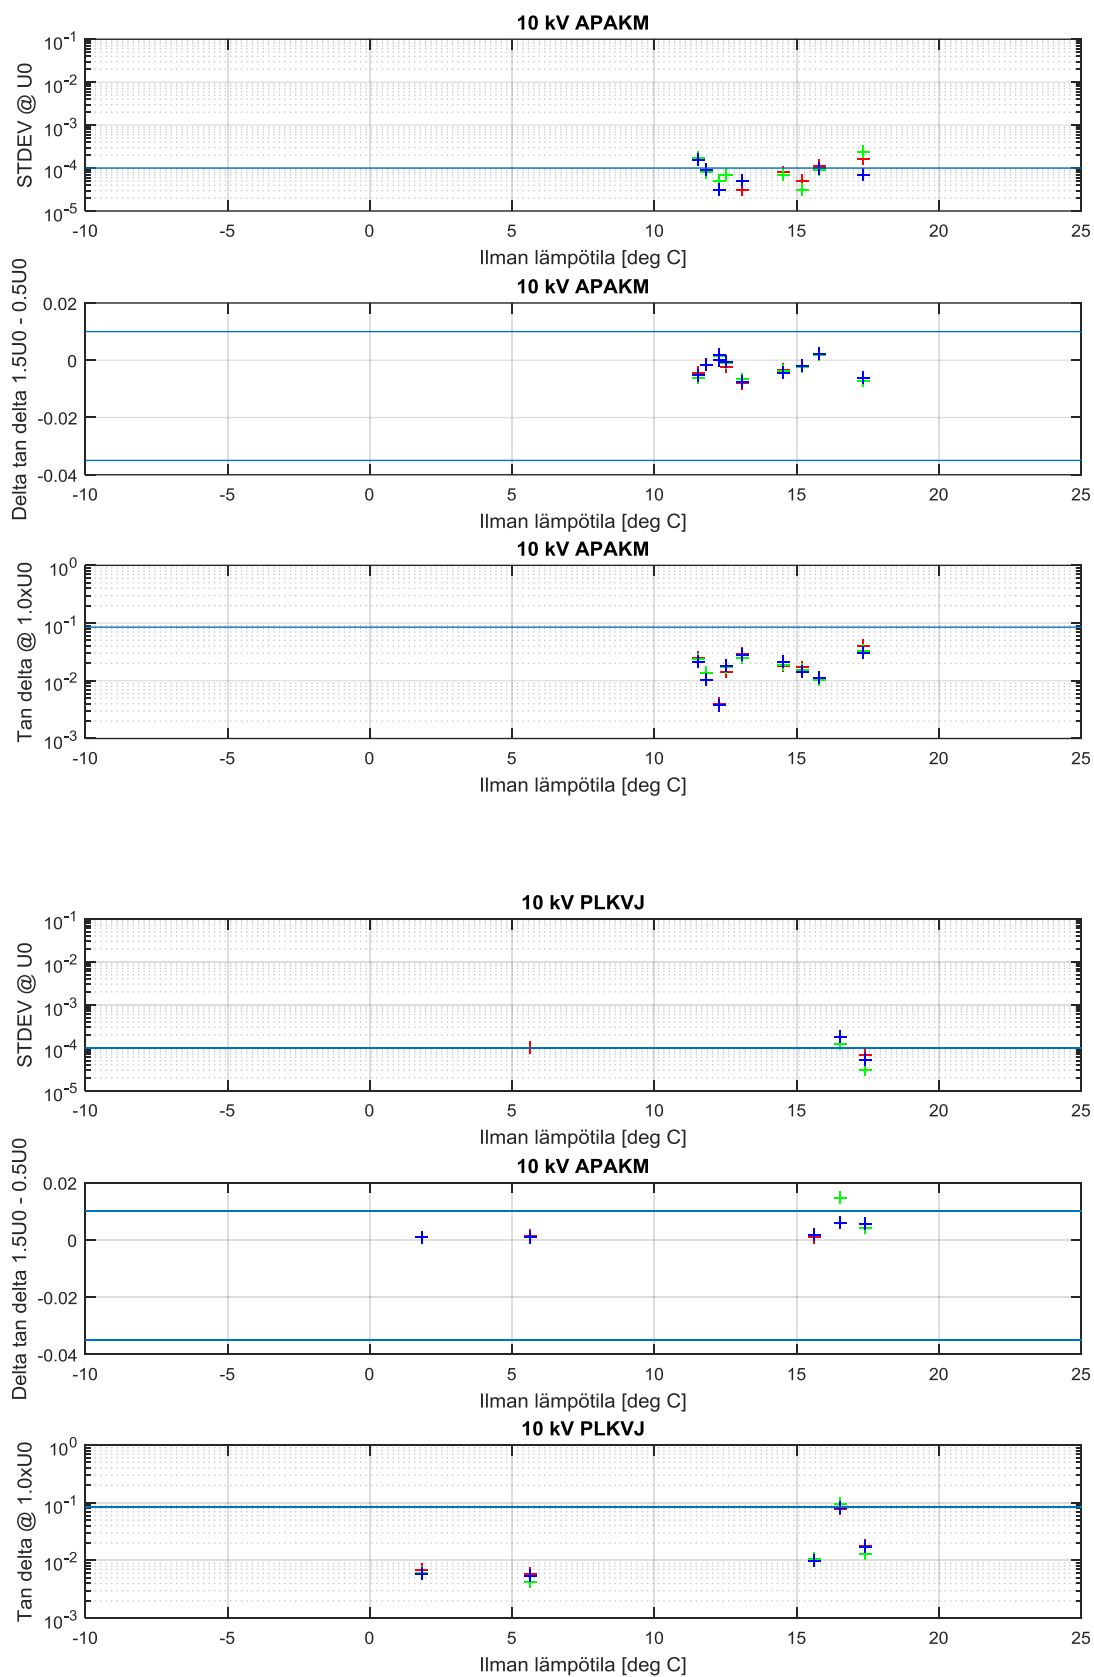 10 kV APAKM
STDEV @ U0
10^-1
10^-2
10^-3
10^-4
10^-5
-10 -5 0 5 10 15 20 25
Ilman lämpötila [deg C]
10 kV APAKM
Delta tan delta 1.5U0 - 0.5U0
0.02
0
-0.02
-0.04
-10 -5 0 5 10 15 20 25
Ilman lämpötila [deg C]
10 kV APAKM
Tan delta @ 1.0xU0
10^0
10^-1
10^-2
10^-3
-10 -5 0 5 10 15 20 25
Ilman lämpötila [deg C]
10 kV PLKVJ
STDEV @ U0
10^-1
10^-2
10^-3
10^-4
10^-5
-10 -5 0 5 10 15 20 25
Ilman lämpötila [deg C]
10 kV APAKM
Delta tan delta 1.5U0 - 0.5U0
0.02
0
-0.02
-0.04
-10 -5 0 5 10 15 20 25
Ilman lämpötila [deg C]
10 kV PLKVJ
Tan delta @ 1.0xU0
10^0
10^-1
10^-2
10^-3
-10 -5 0 5 10 15 20 25
Ilman lämpötila [deg C]